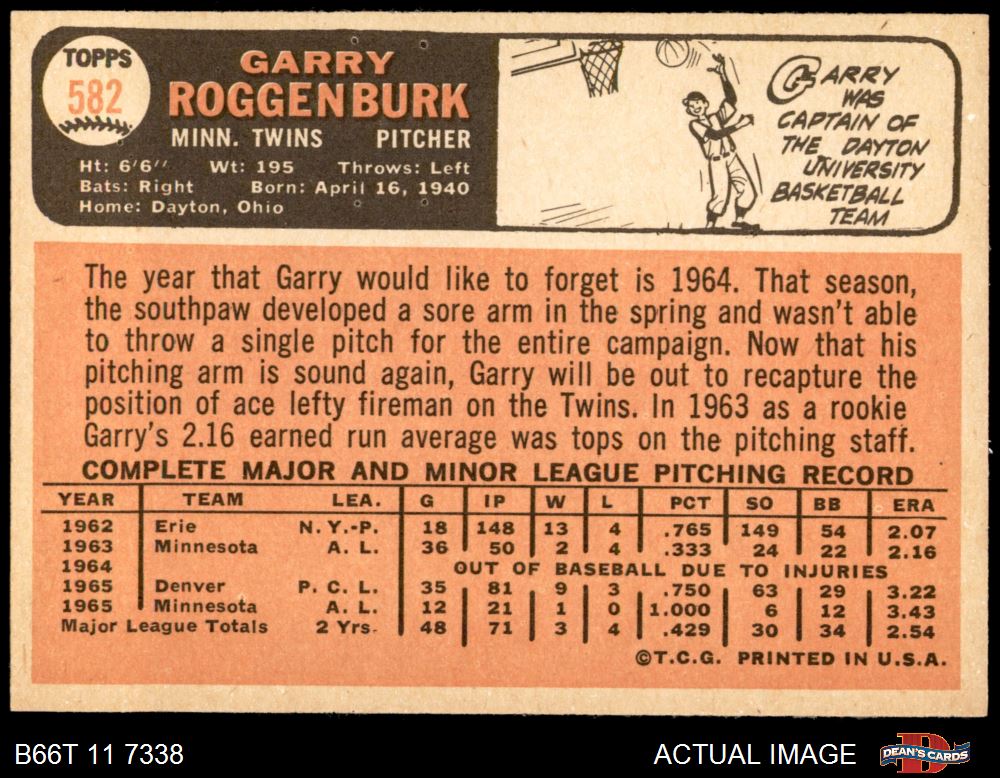 TOPPS
582
GARRY
ROGGENBURK
MINN. TWINS PITCHER
Ht: 6'6'' Wt: 195 Throws: Left
Bats: Right Born: April 16, 1940
Home: Dayton, Ohio
GARRY
WAS
CAPTAIN OF
THE DAYTON
UNIVERSITY
BASKETBALL
TEAM
The year that Garry would like to forget is 1964. That season,
the southpaw developed a sore arm in the spring and wasn't able
to throw a single pitch for the entire campaign. Now that his
pitching arm is sound again, Garry will be out to recapture the
position of ace lefty fireman on the Twins. In 1963 as a rookie
Garry's 2.16 earned run average was tops on the pitching staff.
COMPLETE MAJOR AND MINOR LEAGUE PITCHING RECORD
YEAR TEAM LEA. G IP W L PCT SO BB ERA
1962 Erie N.Y.-P. 18 148 13 4 .765 149 54 2.07
1963 Minnesota A. L. 36 50 2 4 .333 24 22 2.16
1964 OUT OF BASEBALL DUE TO INJURIES
1965 Denver P. C. L. 35 81 9 3 .750 63 29 3.22
1965 Minnesota A. L. 12 21 1 0 1.000 6 12 3.43
Major League Totals 2 Yrs. 48 71 3 4 .429 30 34 2.54
©T.C.G. PRINTED IN U.S.A.
B66T 11 7338 ACTUAL IMAGE DEAN'S CARDS